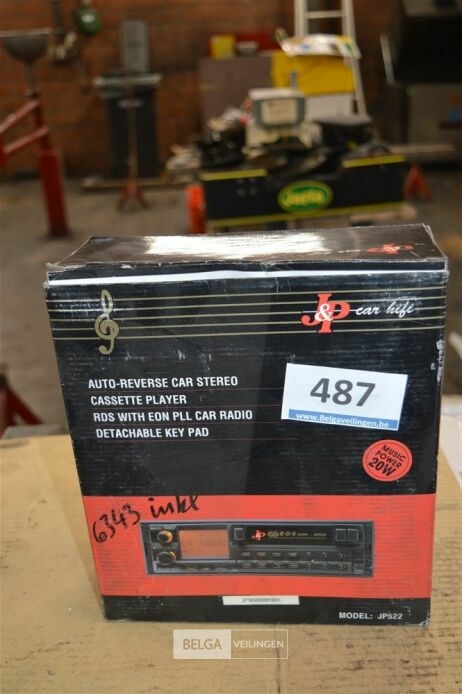 J&P car hifi
AUTO-REVERSE CAR STEREO
CASSETTE PLAYER
RDS WITH EON PLL CAR RADIO
DETACHABLE KEY PAD
487
www.Belgaveilingen.be
MUSIC
POWER
20W
6343 inkl
JP
R·D·S
MODEL: JP522
BELGA VEILINGEN